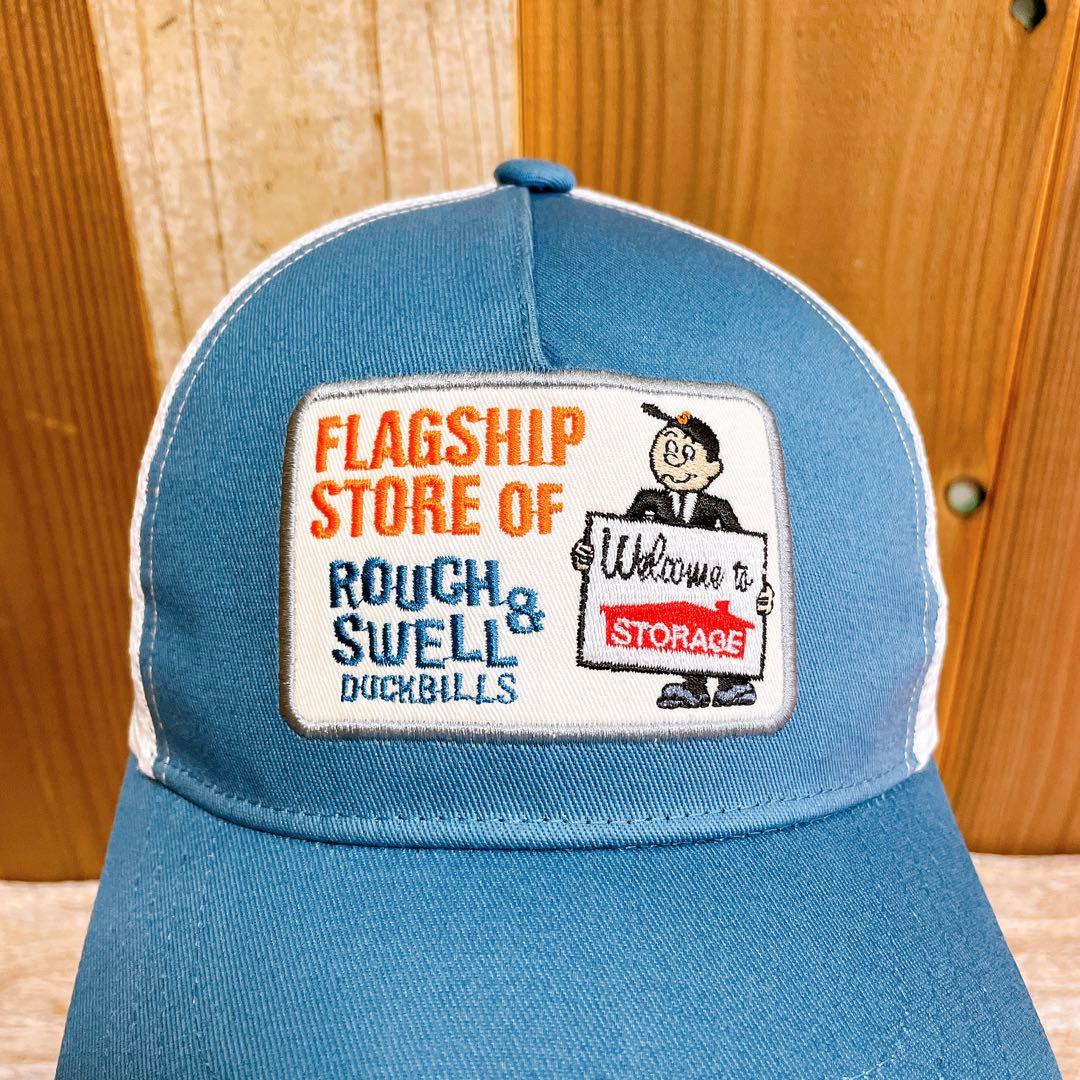 FLAGSHIP
STORE OF
ROUGH &
SWELL
DUCKBILLS
Welcome to
STORAGE